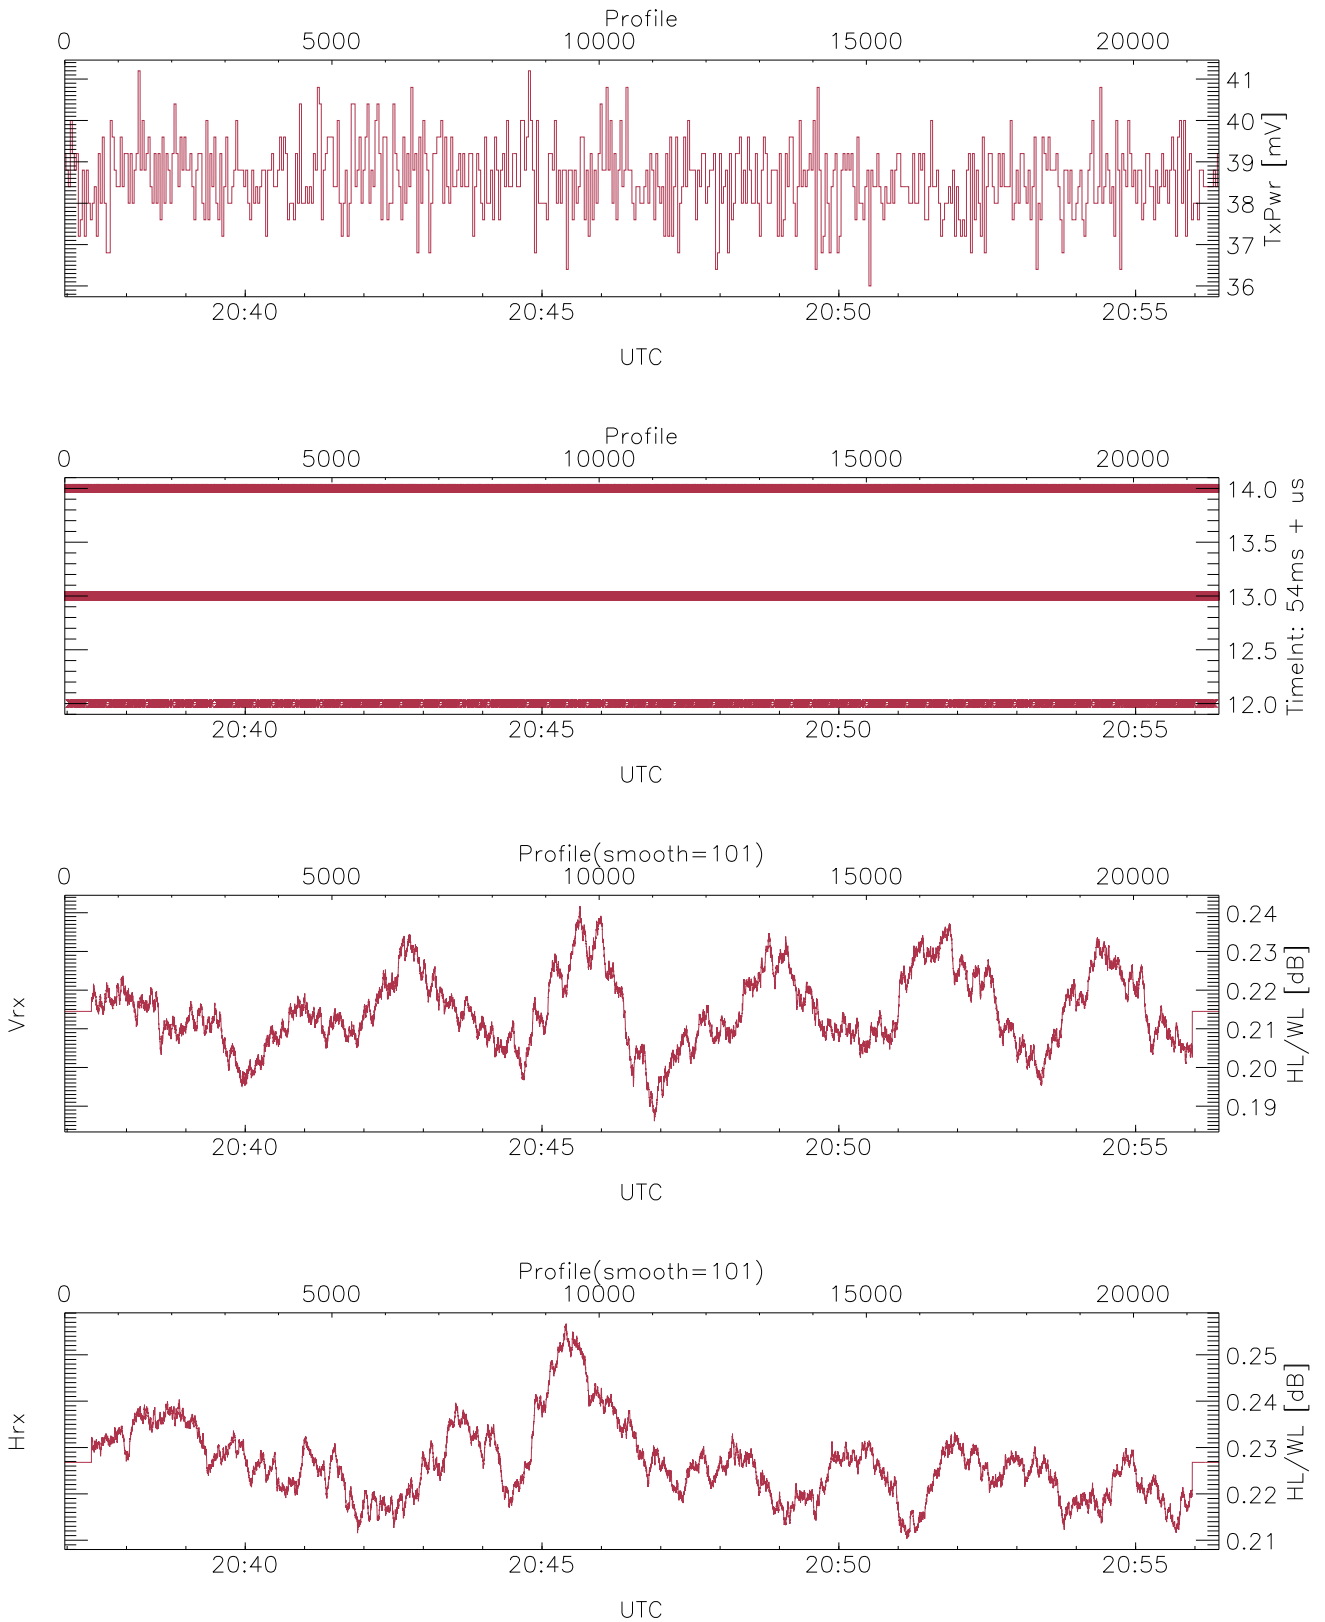 Profile
0 5000 10000 15000 20000
41
40
39
38
37
36
TxPwr [mV]
20:40 20:45 20:50 20:55
UTC
Profile
0 5000 10000 15000 20000
14.0
13.5
13.0
12.5
12.0
TimeInt: 54ms + us
20:40 20:45 20:50 20:55
UTC
Profile(smooth=101)
0 5000 10000 15000 20000
Vrx
0.24
0.23
0.22
0.21
0.20
0.19
HL/WL [dB]
20:40 20:45 20:50 20:55
UTC
Profile(smooth=101)
0 5000 10000 15000 20000
Hrx
0.25
0.24
0.23
0.22
0.21
HL/WL [dB]
20:40 20:45 20:50 20:55
UTC